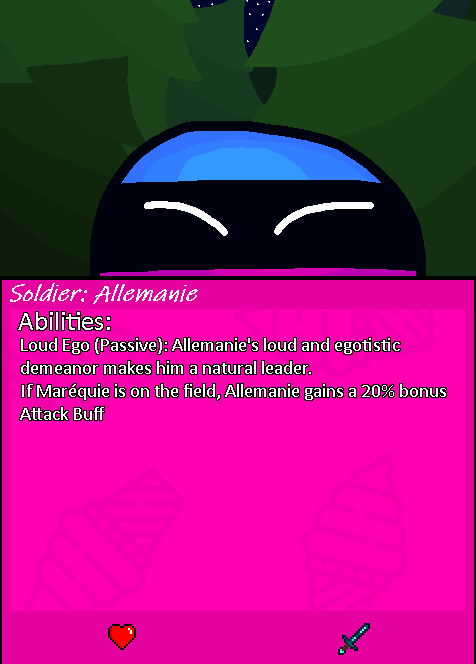 Soldier: Allemanie
Abilities:
Loud Ego (Passive): Allemanie's loud and egotistic
demeanor makes him a natural leader.
If Maréquie is on the field, Allemanie gains a 20% bonus
Attack Buff